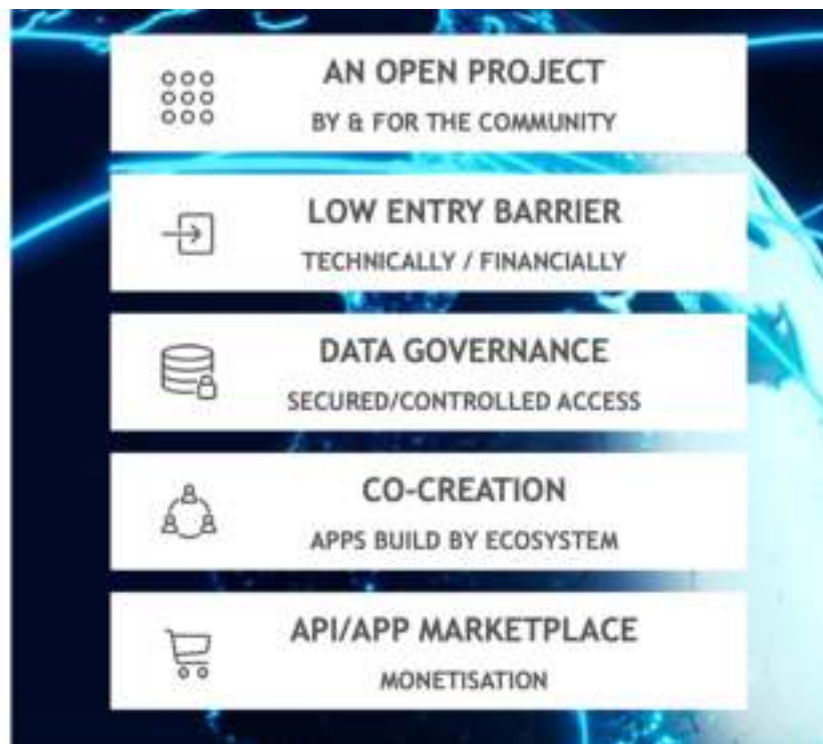 AN OPEN PROJECT
BY & FOR THE COMMUNITY
LOW ENTRY BARRIER
TECHNICALLY / FINANCIALLY
DATA GOVERNANCE
SECURED/CONTROLLED ACCESS
CO-CREATION
APPS BUILD BY ECOSYSTEM
API/APP MARKETPLACE
MONETISATION